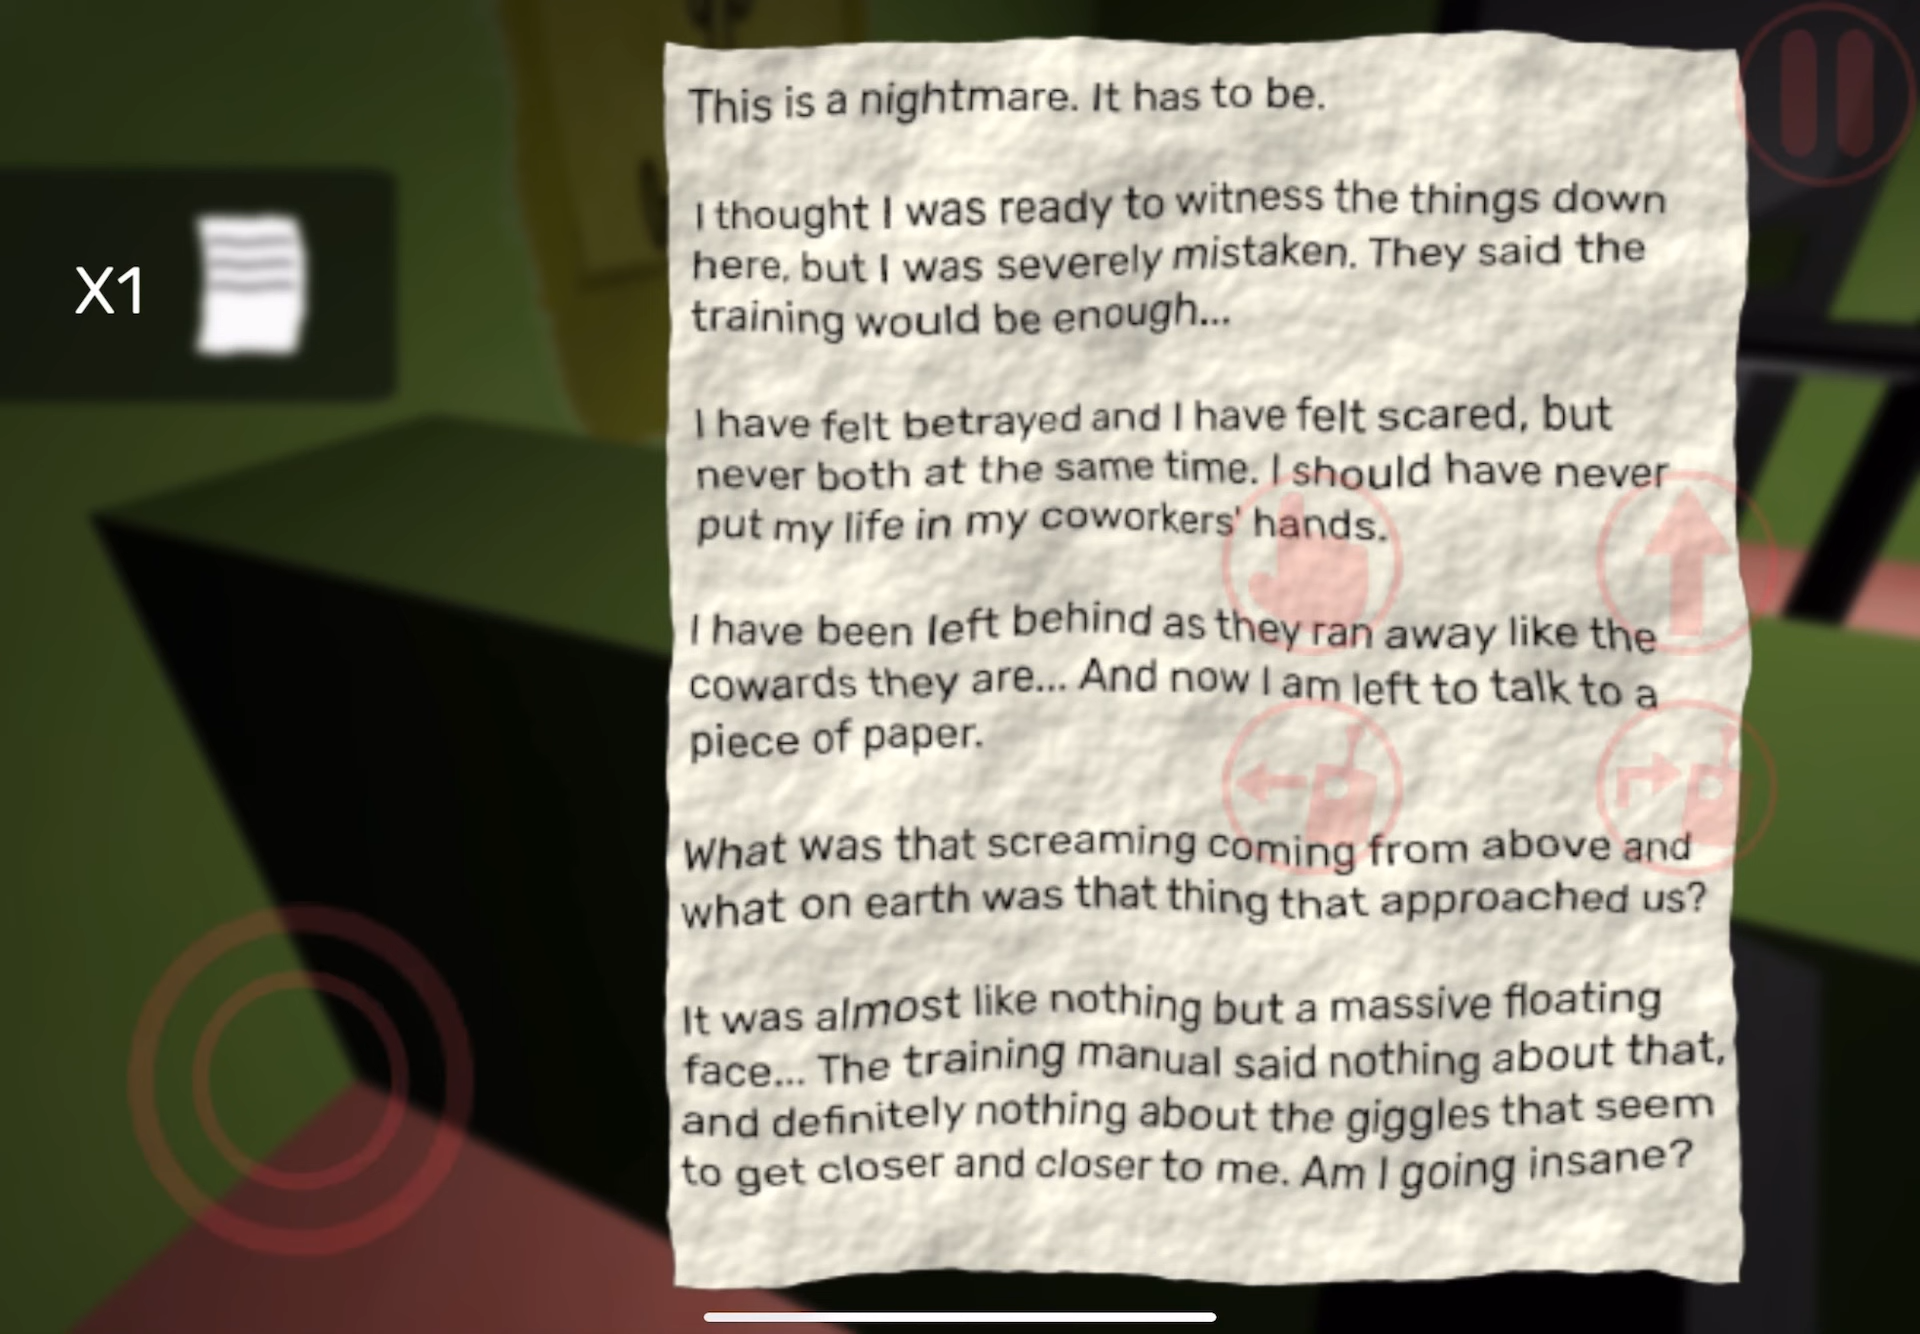 X1
This is a nightmare. It has to be.
I thought I was ready to witness the things down
here, but I was severely mistaken. They said the
training would be enough...
I have felt betrayed and I have felt scared, but
never both at the same time. I should have never
put my life in my coworkers' hands.
I have been left behind as they ran away like the
cowards they are... And now I am left to talk to a
piece of paper.
What was that screaming coming from above and
what on earth was that thing that approached us?
It was almost like nothing but a massive floating
face... The training manual said nothing about that,
and definitely nothing about the giggles that seem
to get closer and closer to me. Am I going insane?